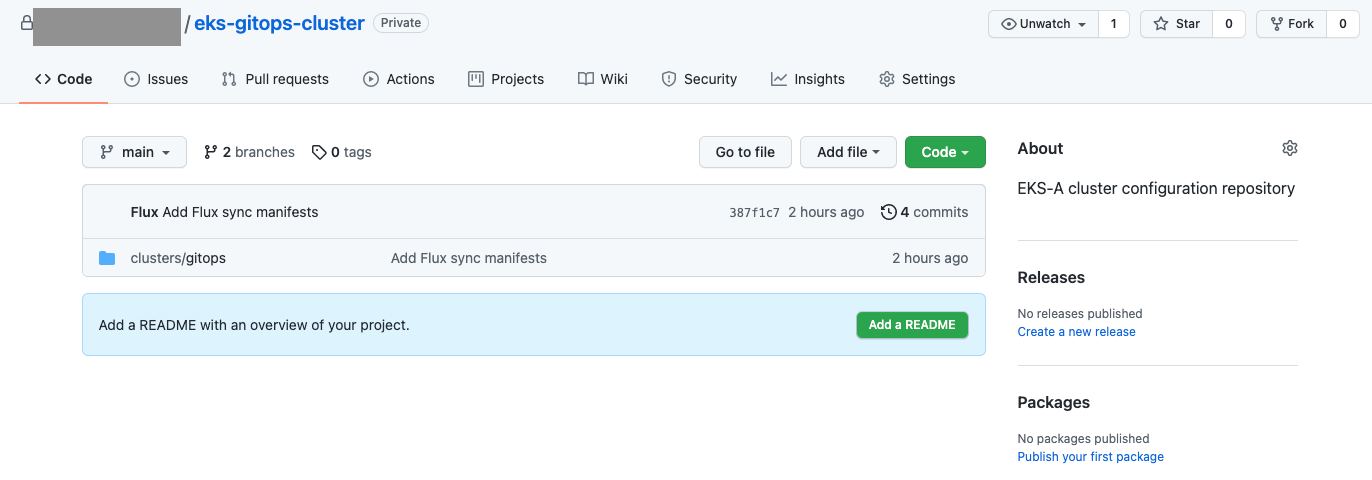 / eks-gitops-cluster Private Unwatch 1 Star 0 Fork 0
Code Issues Pull requests Actions Projects Wiki Security Insights Settings
main 2 branches 0 tags Go to file Add file Code
Flux Add Flux sync manifests 387f1c7 2 hours ago 4 commits
clusters/gitops Add Flux sync manifests 2 hours ago
Add a README with an overview of your project. Add a README
About
EKS-A cluster configuration repository
Releases
No releases published
Create a new release
Packages
No packages published
Publish your first package